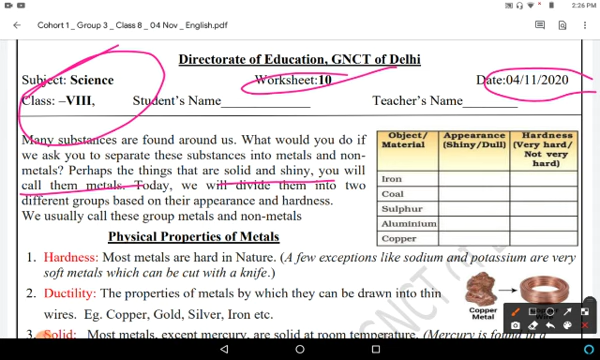 2:26 PM
Cohort 1 _ Group 3 _ Class 8 _ 04 Nov _ English.pdf
Directorate of Education, GNCT of Delhi
Subject: Science Worksheet:10 Date:04/11/2020
Class: –VIII, Student’s Name____________ Teacher’s Name________
Many substances are found around us. What would you do if
we ask you to separate these substances into metals and non-
metals? Perhaps the things that are solid and shiny, you will
call them metals. Today, we will divide them into two
different groups based on their appearance and hardness.
We usually call these group metals and non-metals
Object/ Material Appearance (Shiny/Dull) Hardness (Very hard/ Not very hard)
Iron
Coal
Sulphur
Aluminium
Copper
Physical Properties of Metals
1. Hardness: Most metals are hard in Nature. (A few exceptions like sodium and potassium are very
soft metals which can be cut with a knife.)
2. Ductility: The properties of metals by which they can be drawn into thin
wires. Eg. Copper, Gold, Silver, Iron etc.
Copper Metal
3. Solid: Most metals, except mercury, are solid at room temperature. (Mercury is found in a
GNCT of